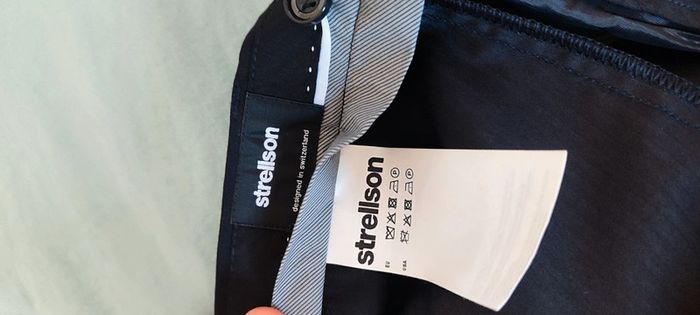 strellson
designed in switzerland
strellson
EU
USA